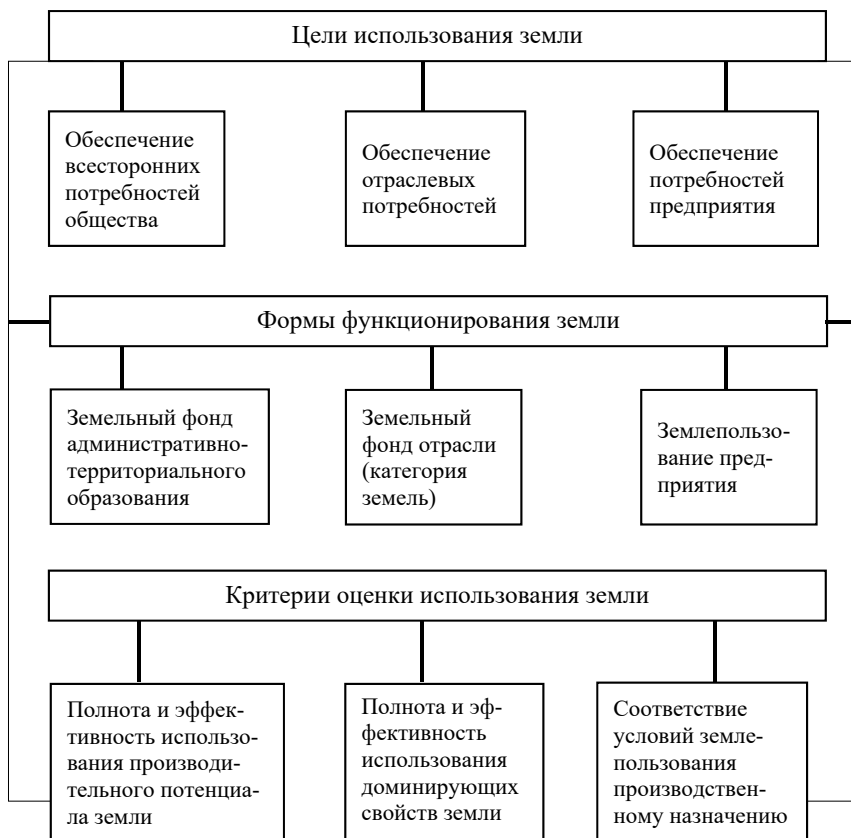 Цели использования земли
Обеспечение
всесторонних
потребностей
общества
Обеспечение
отраслевых
потребностей
Обеспечение
потребностей
предприятия
Формы функционирования земли
Земельный фонд
административно-
территориального
образования
Земельный
фонд отрасли
(категория
земель)
Землепользо-
вание пред-
приятия
Критерии оценки использования земли
Полнота и эффек-
тивность использо-
вания производи-
тельного потенциа-
ла земли
Полнота и эф-
фективность
использования
доминирующих
свойств земли
Соответствие
условий земле-
пользования
производствен-
ному назначению